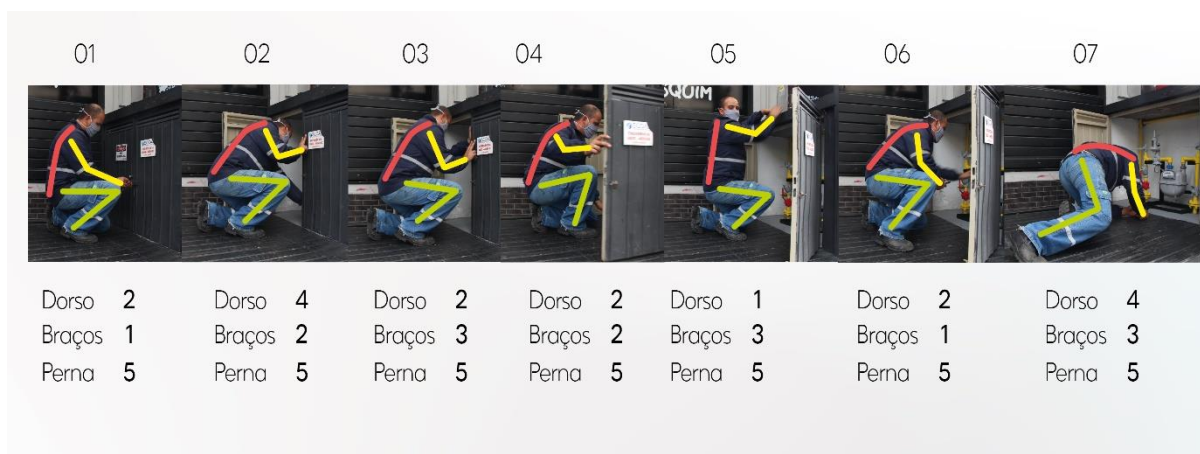 01 02 03 04 05 06 07
SQUIM
Dorso 2 Dorso 4 Dorso 2 Dorso 2 Dorso 1 Dorso 2 Dorso 4
Braços 1 Braços 2 Braços 3 Braços 2 Braços 3 Braços 1 Braços 3
Perna 5 Perna 5 Perna 5 Perna 5 Perna 5 Perna 5 Perna 5